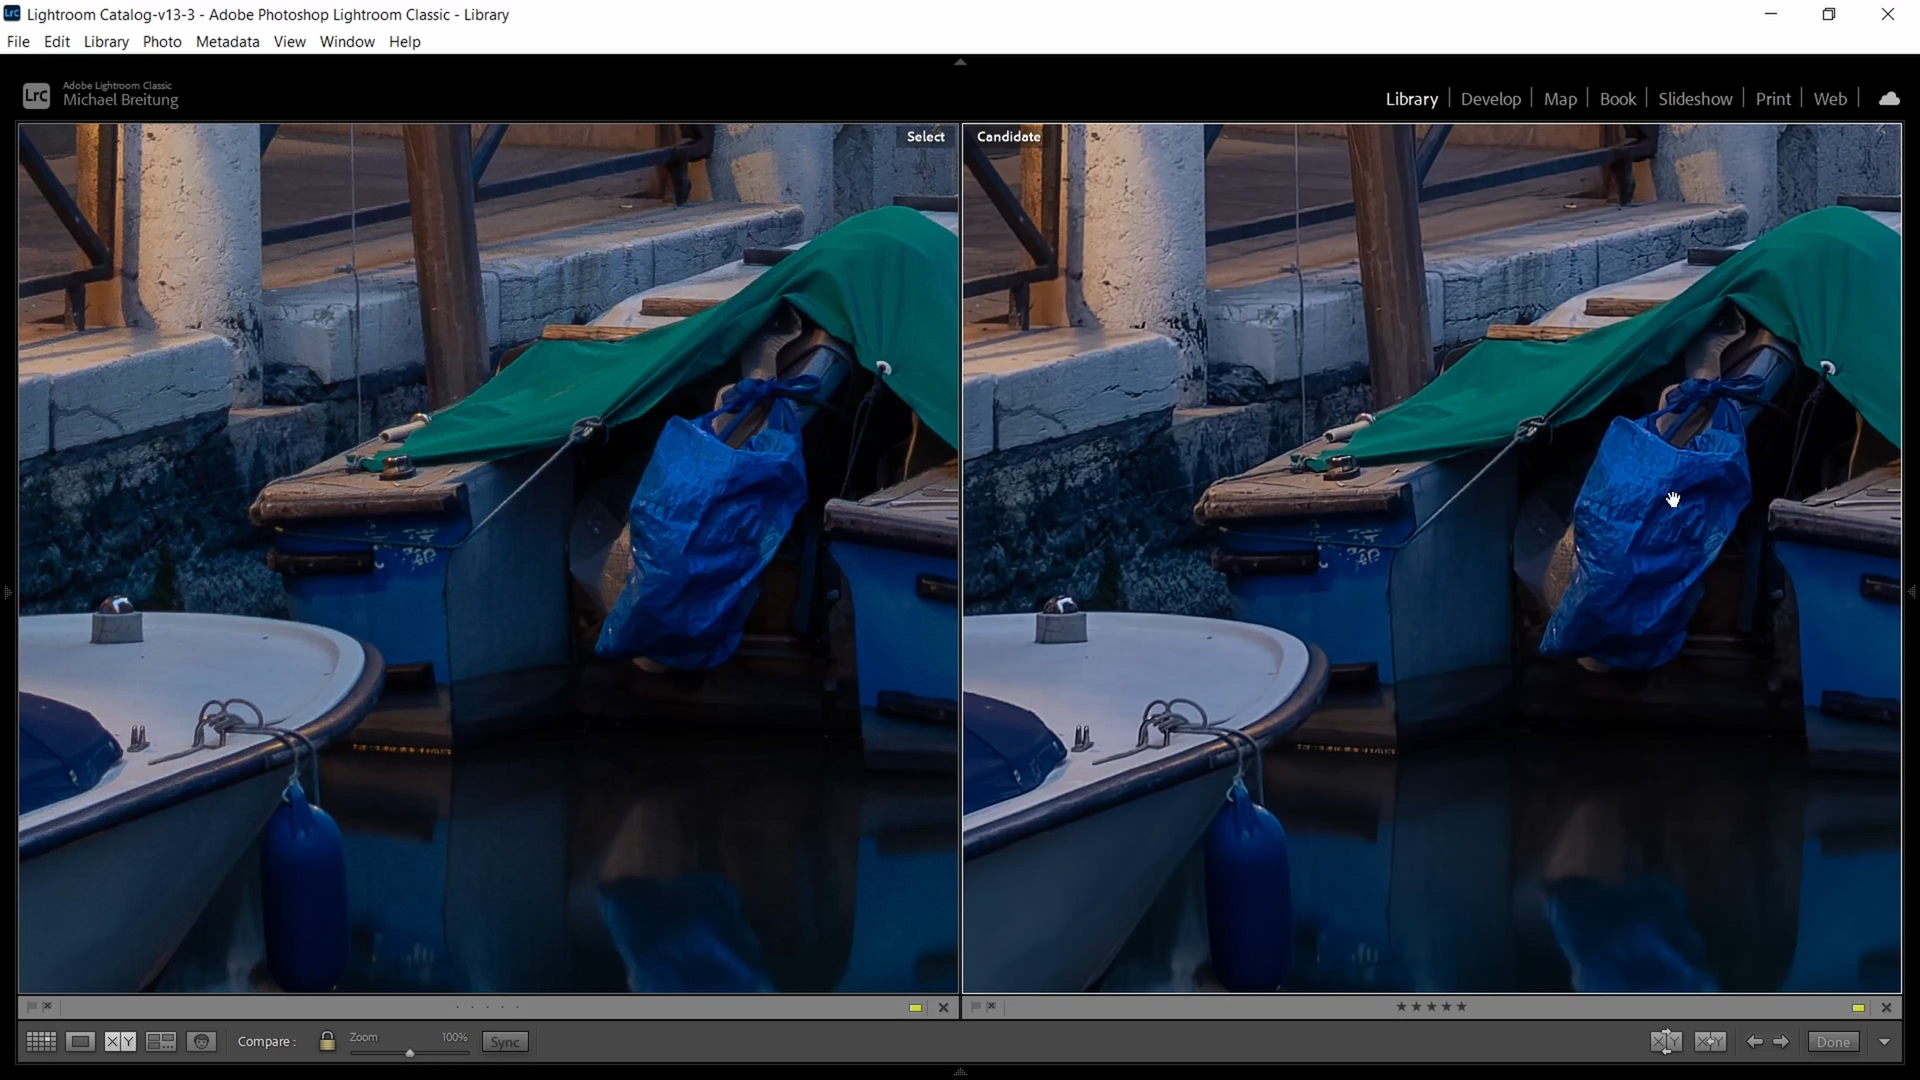 Lrc Lightroom Catalog-v13-3 - Adobe Photoshop Lightroom Classic - Library
File Edit Library Photo Metadata View Window Help
LrC
Adobe Lightroom Classic
Michael Breitung
Library Develop Map Book Slideshow Print Web
Select
Candidate
X Y Compare : Zoom 100% Sync
X Y X Y Done